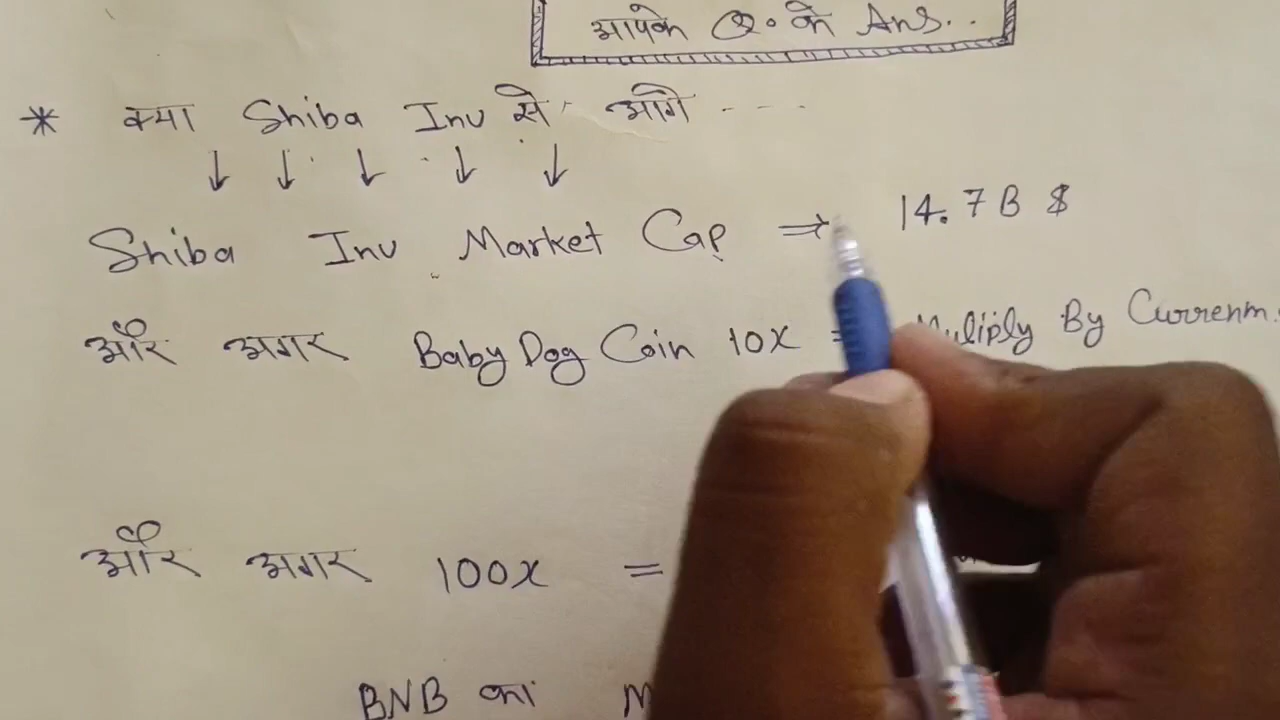 आपके Q. के Ans..
* क्या Shiba Inu से आगे ----
Shiba Inu Market Cap ⇒ 14.7 B $
और अगर Baby Dog Coin 10x = Muliply By Currenm.
और अगर 100x =
BNB का